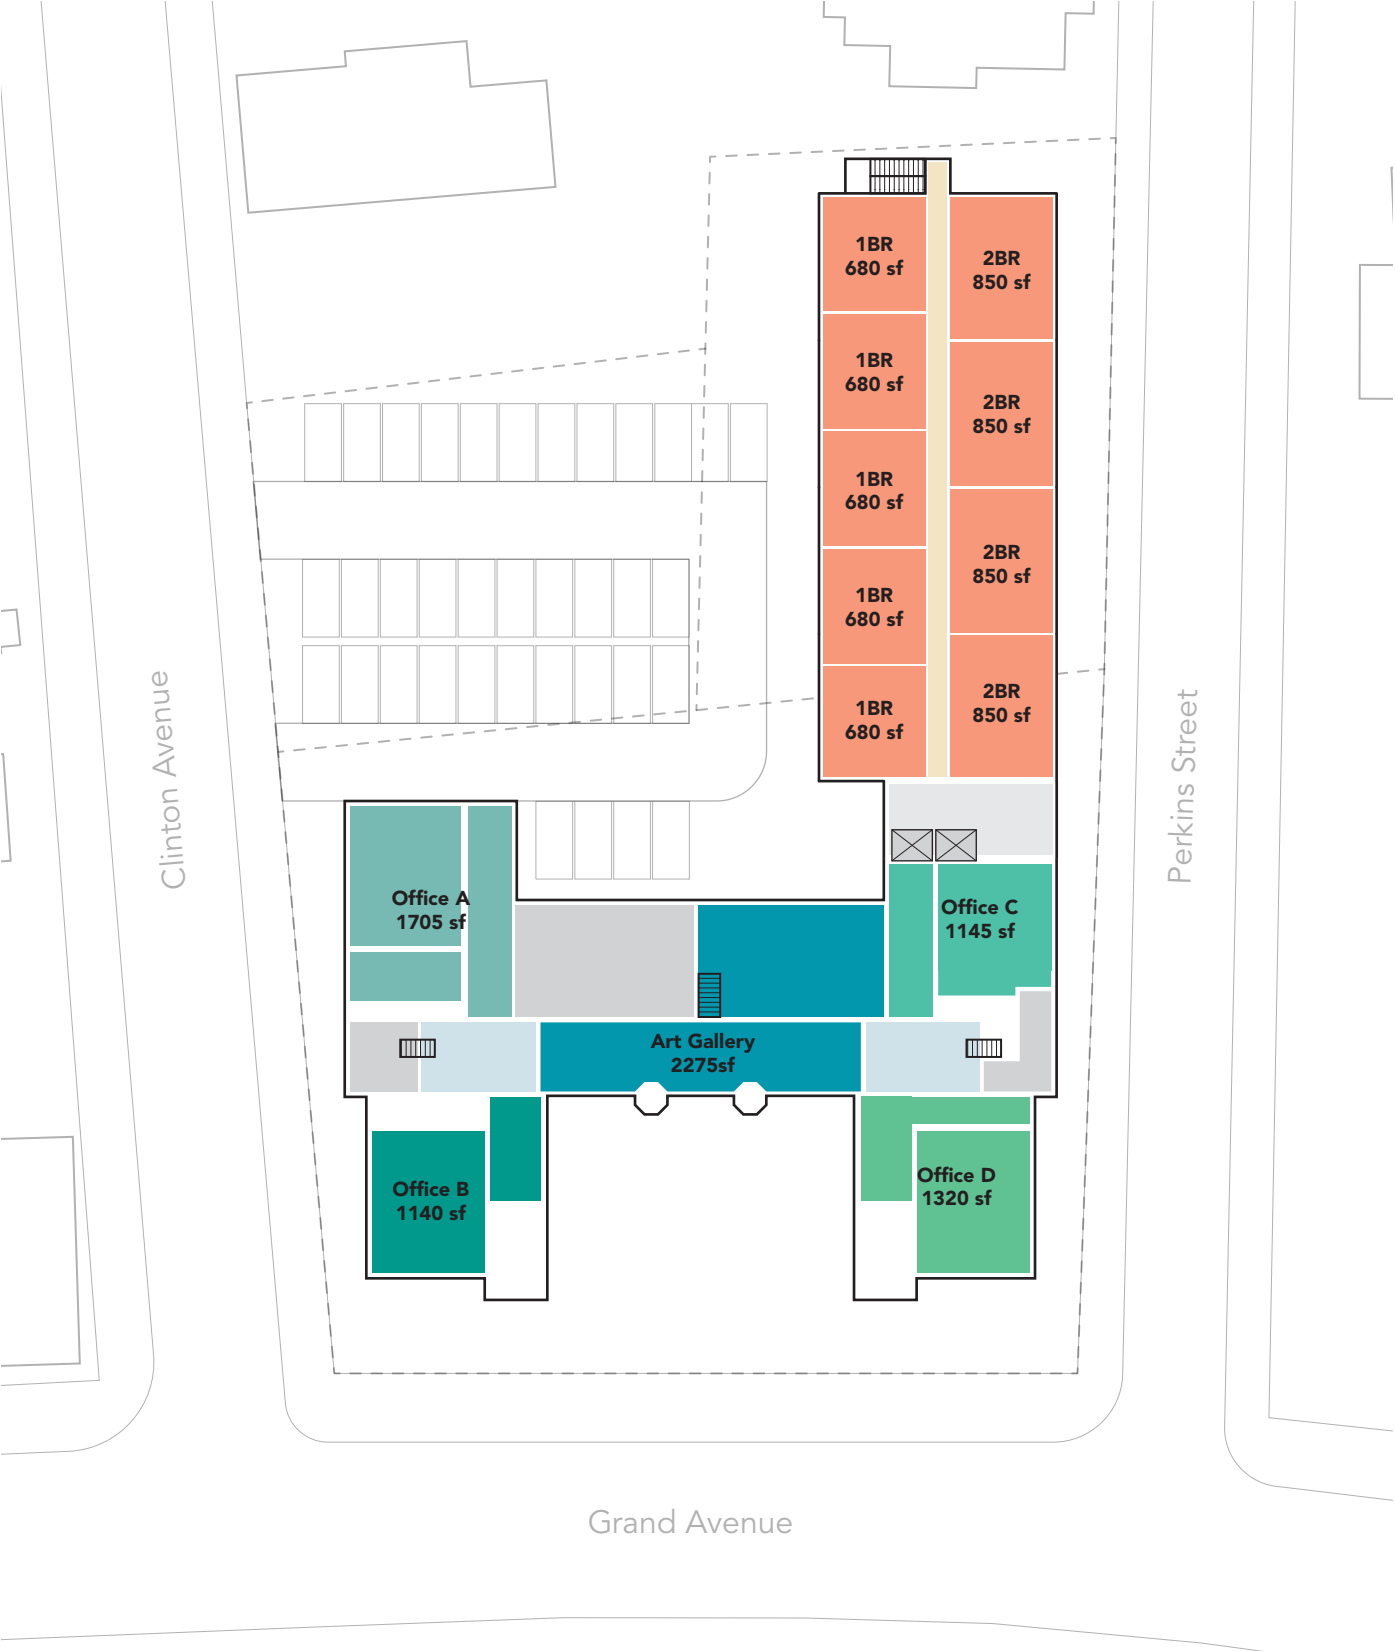 1BR
680 sf
2BR
850 sf
1BR
680 sf
2BR
850 sf
1BR
680 sf
2BR
850 sf
1BR
680 sf
2BR
850 sf
1BR
680 sf
Clinton Avenue
Perkins Street
Office A
1705 sf
Office C
1145 sf
Art Gallery
2275sf
Office B
1140 sf
Office D
1320 sf
Grand Avenue